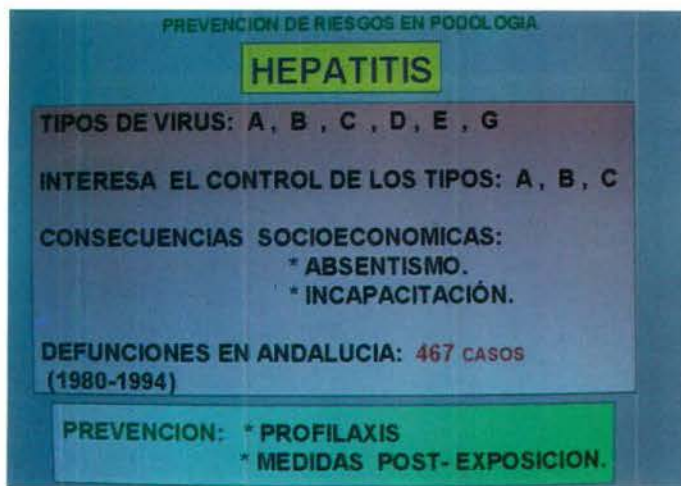 PREVENCION DE RIESGOS EN PODOLOGIA
HEPATITIS
TIPOS DE VIRUS: A , B , C , D , E , G
INTERESA EL CONTROL DE LOS TIPOS: A , B , C
CONSECUENCIAS SOCIOECONOMICAS:
* ABSENTISMO.
* INCAPACITACIÓN.
DEFUNCIONES EN ANDALUCIA: 467 CASOS
(1980-1994)
PREVENCION: * PROFILAXIS
* MEDIDAS POST- EXPOSICION.